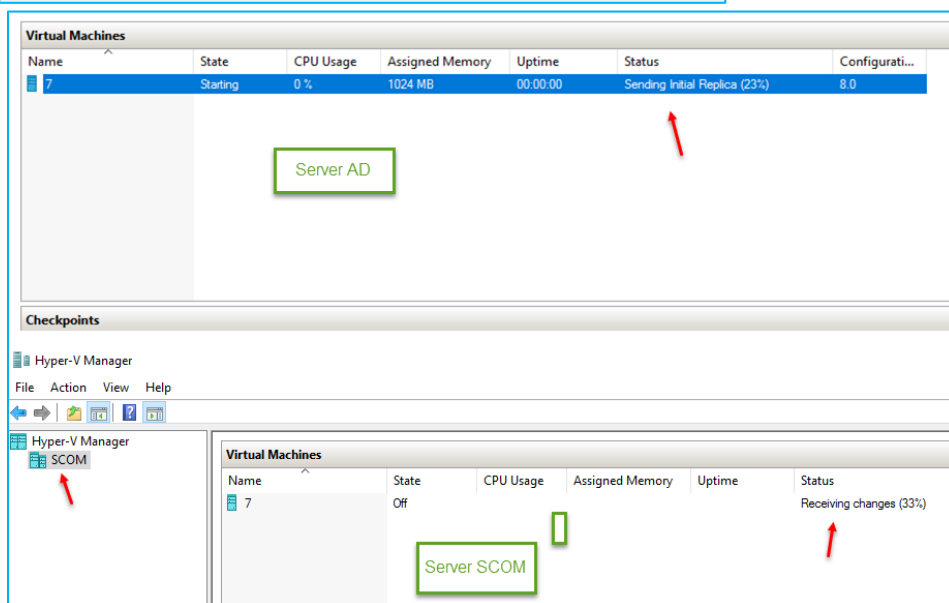 Virtual Machines
Name State CPU Usage Assigned Memory Uptime Status Configurati...
7 Starting 0 % 1024 MB 00:00:00 Sending Initial Replica (23%) 8.0
Server AD
Checkpoints
Hyper-V Manager
File Action View Help
Hyper-V Manager
SCOM
Virtual Machines
Name State CPU Usage Assigned Memory Uptime Status
7 Off Receiving changes (33%)
Server SCOM